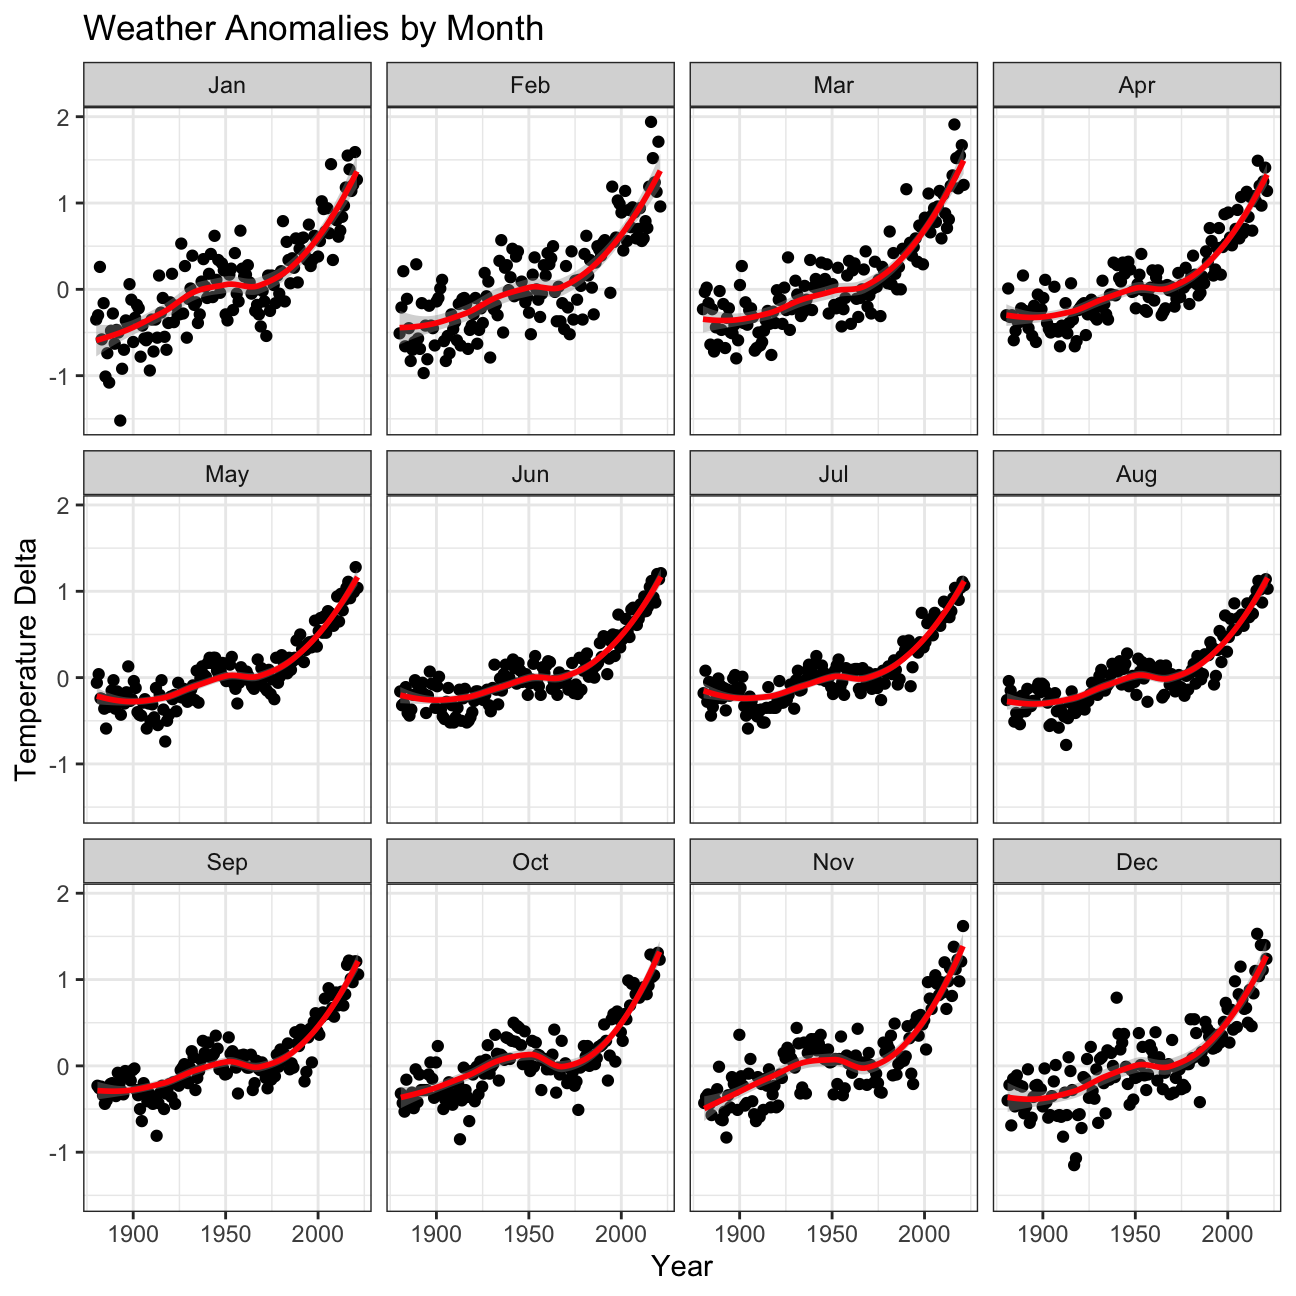 Weather Anomalies by Month
Jan Feb Mar Apr
2
1
0
-1
May Jun Jul Aug
2
1
0
-1
Temperature Delta
Sep Oct Nov Dec
2
1
0
-1
1900 1950 2000 1900 1950 2000 1900 1950 2000 1900 1950 2000
Year